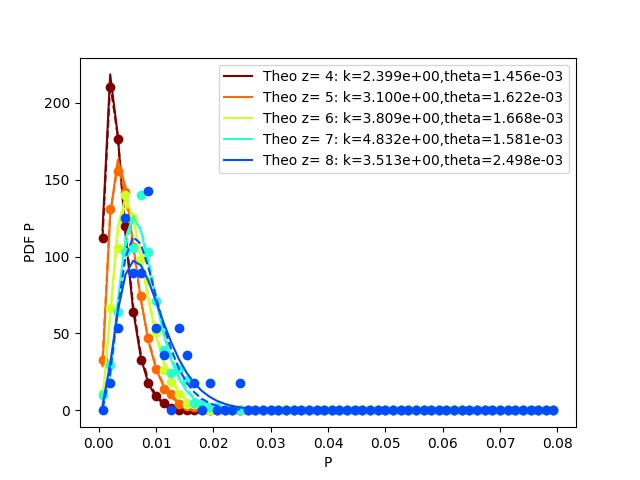 Theo z= 4: k=2.399e+00,theta=1.456e-03
Theo z= 5: k=3.100e+00,theta=1.622e-03
Theo z= 6: k=3.809e+00,theta=1.668e-03
Theo z= 7: k=4.832e+00,theta=1.581e-03
Theo z= 8: k=3.513e+00,theta=2.498e-03
200
150
100
50
0
PDF P
0.00 0.01 0.02 0.03 0.04 0.05 0.06 0.07 0.08
P